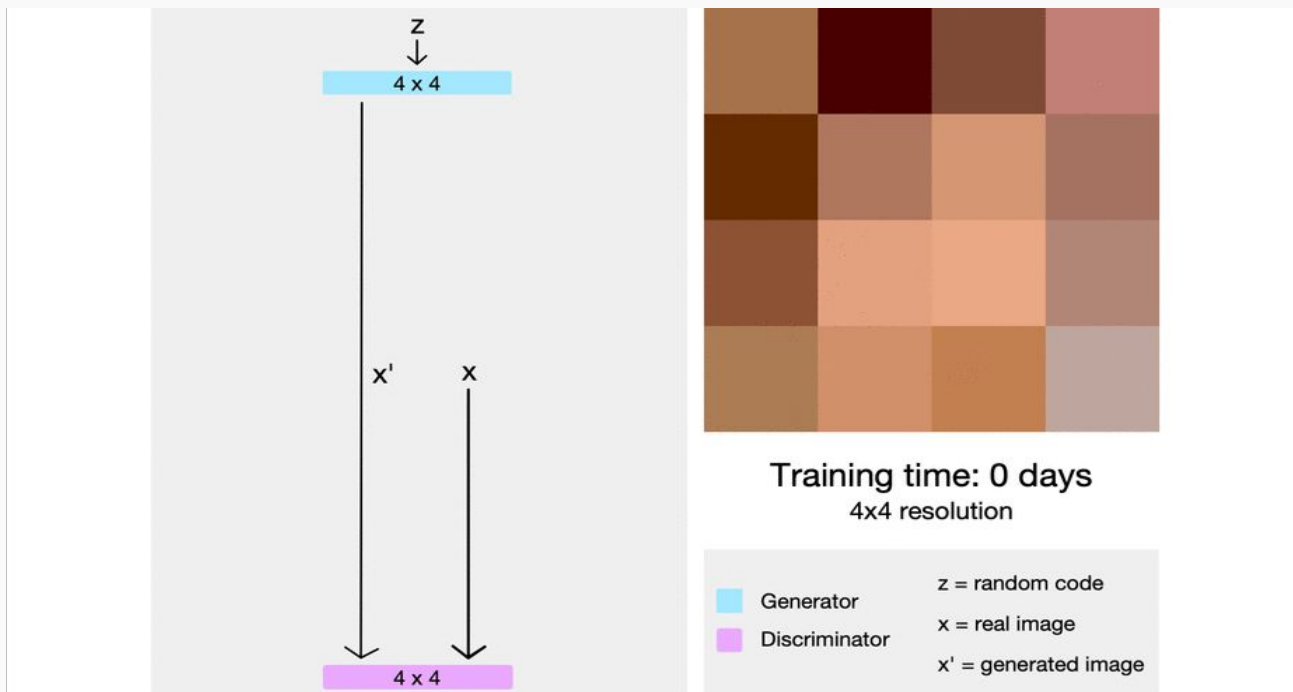 z
4 x 4
x'
x
4 x 4
Training time: 0 days
4x4 resolution
Generator
Discriminator
z = random code
x = real image
x' = generated image